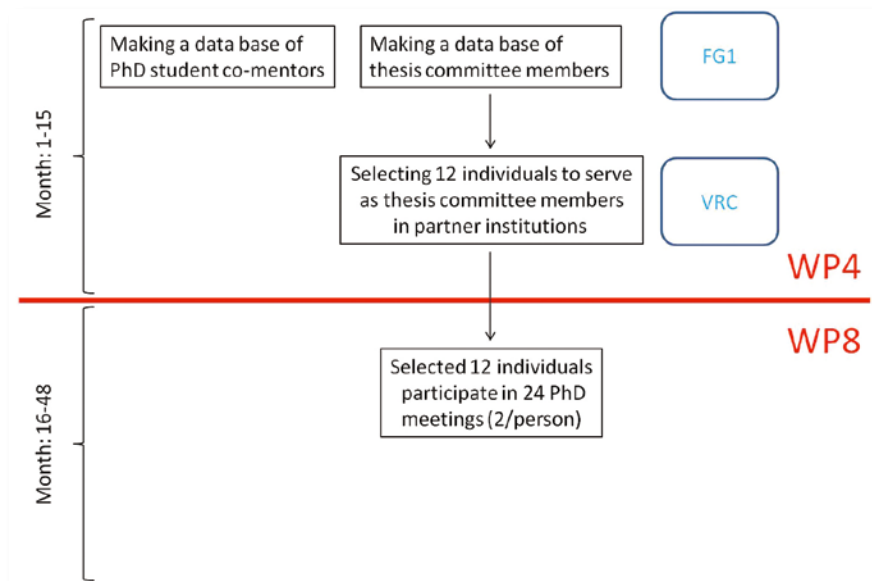 Making a data base of
PhD student co-mentors
Making a data base of
thesis committee members
FG1
Month: 1-15
Selecting 12 individuals to serve
as thesis committee members
in partner institutions
VRC
WP4
WP8
Selected 12 individuals
participate in 24 PhD
meetings (2/person)
Month: 16-48